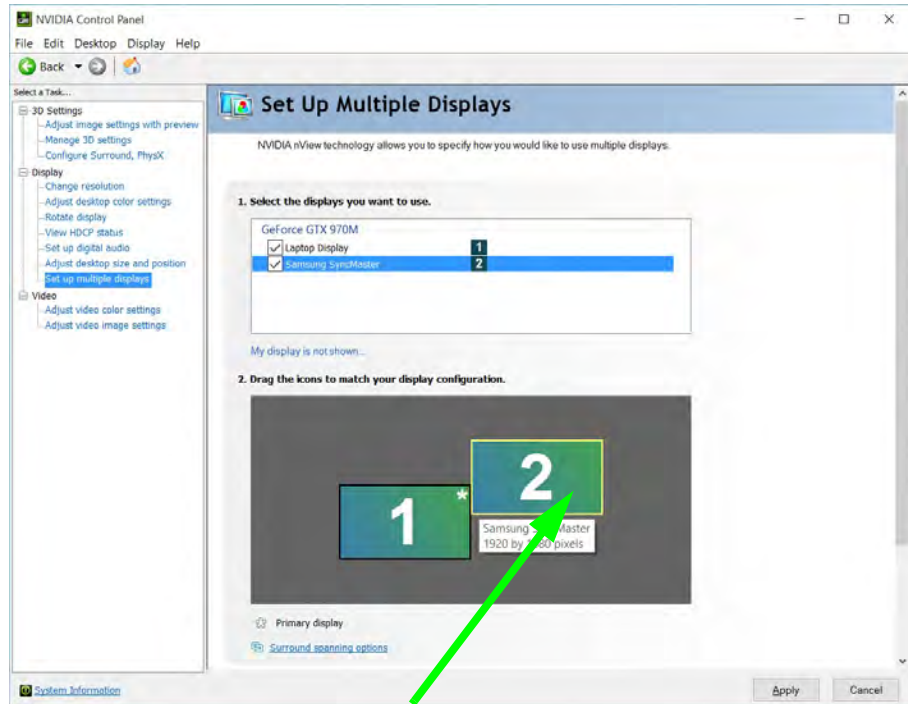 NVIDIA Control Panel
File Edit Desktop Display Help
Back
Select a Task...
3D Settings
Adjust image settings with preview
Manage 3D settings
Configure Surround, PhysX
Display
Change resolution
Adjust desktop color settings
Rotate display
View HDCP status
Set up digital audio
Adjust desktop size and position
Set up multiple displays
Video
Adjust video color settings
Adjust video image settings
Set Up Multiple Displays
NVIDIA nView technology allows you to specify how you would like to use multiple displays.
1. Select the displays you want to use.
GeForce GTX 970M
Laptop Display 1
Samsung SyncMaster 2
My display is not shown...
2. Drag the icons to match your display configuration.
1 *
2
Samsung Master
1920 by pixels
Primary display
Surround spanning options
System Information
Apply Cancel